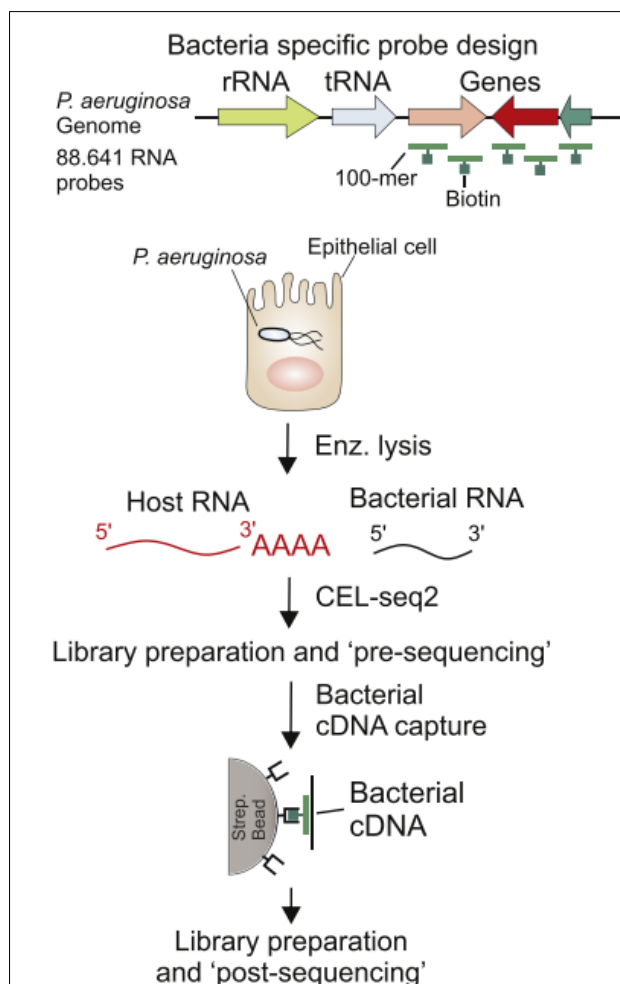 Bacteria specific probe design
rRNA tRNA Genes
P. aeruginosa
Genome
88.641 RNA
probes
100-mer
Biotin
P. aeruginosa
Epithelial cell
Enz. lysis
Host RNA
Bacterial RNA
5' 3' AAAA 5' 3'
CEL-seq2
Library preparation and ‘pre-sequencing’
Bacterial
cDNA capture
Strep.
Bead
Bacterial
cDNA
Library preparation
and ‘post-sequencing’